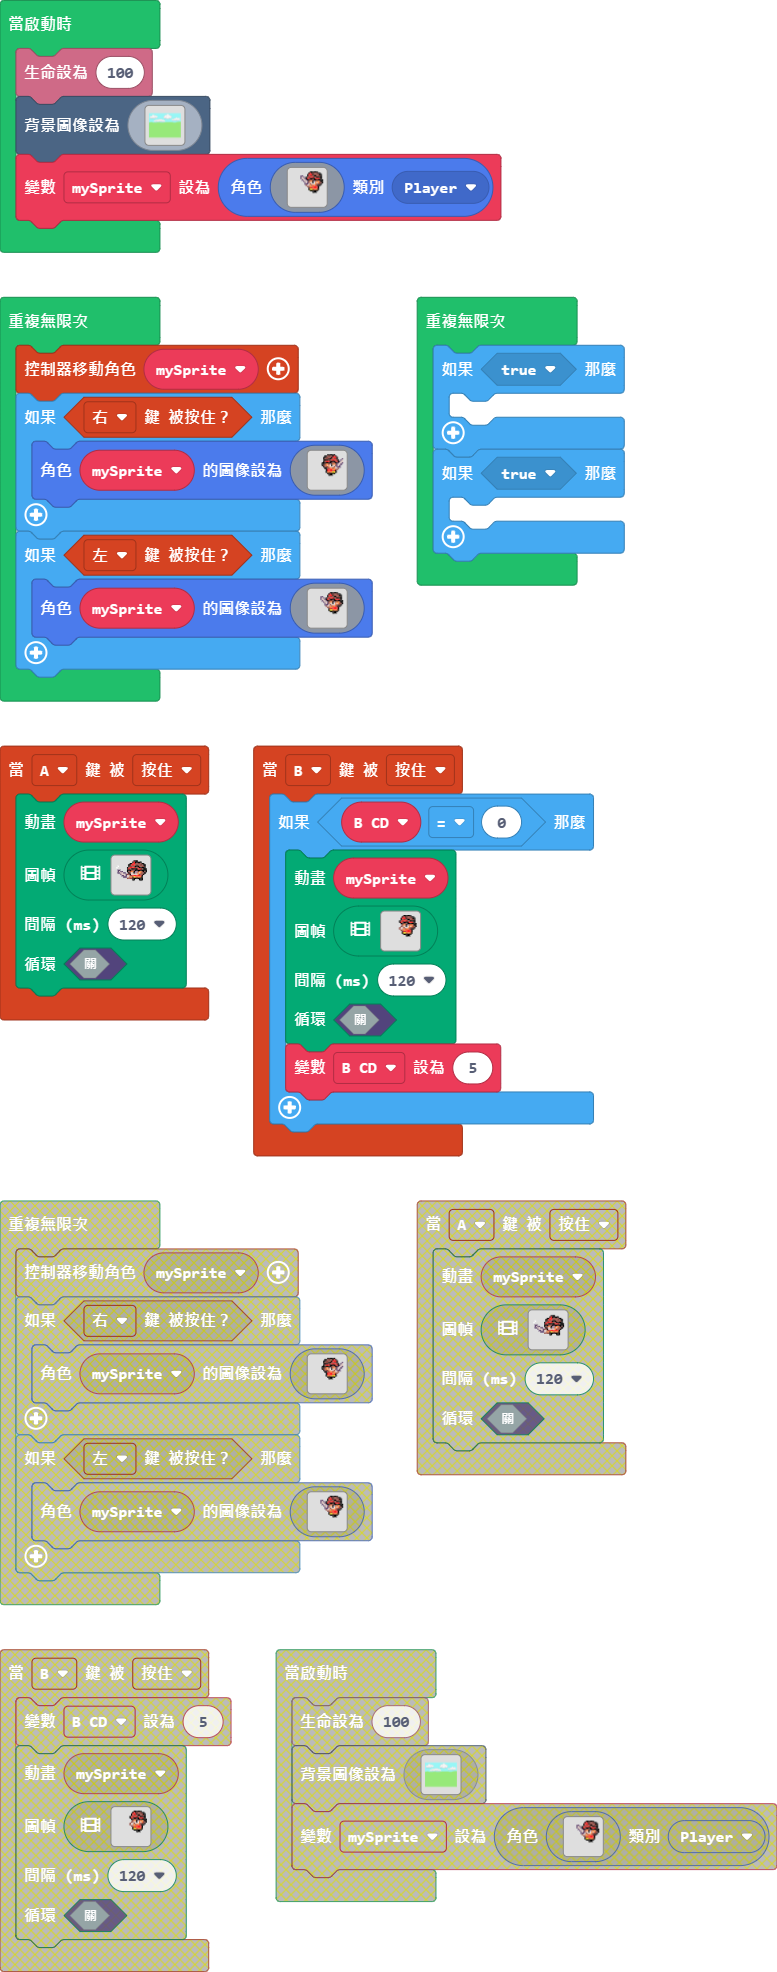 當啟動時
生命設為 100
背景圖像設為
變數 mySprite 設為 角色 類別 Player
重複無限次
控制器移動角色 mySprite
如果 右 鍵 被按住？ 那麼
角色 mySprite 的圖像設為
如果 左 鍵 被按住？ 那麼
角色 mySprite 的圖像設為
重複無限次
如果 true 那麼
如果 true 那麼
當 A 鍵 被 按住
動畫 mySprite
圖幀
間隔 (ms) 120
循環 關
當 B 鍵 被 按住
如果 B CD = 0 那麼
動畫 mySprite
圖幀
間隔 (ms) 120
循環 關
變數 B CD 設為 5
重複無限次
控制器移動角色 mySprite
如果 右 鍵 被按住？ 那麼
角色 mySprite 的圖像設為
如果 左 鍵 被按住？ 那麼
角色 mySprite 的圖像設為
當 A 鍵 被 按住
動畫 mySprite
圖幀
間隔 (ms) 120
循環 關
當 B 鍵 被 按住
變數 B CD 設為 5
動畫 mySprite
圖幀
間隔 (ms) 120
循環 關
當啟動時
生命設為 100
背景圖像設為
變數 mySprite 設為 角色 類別 Player